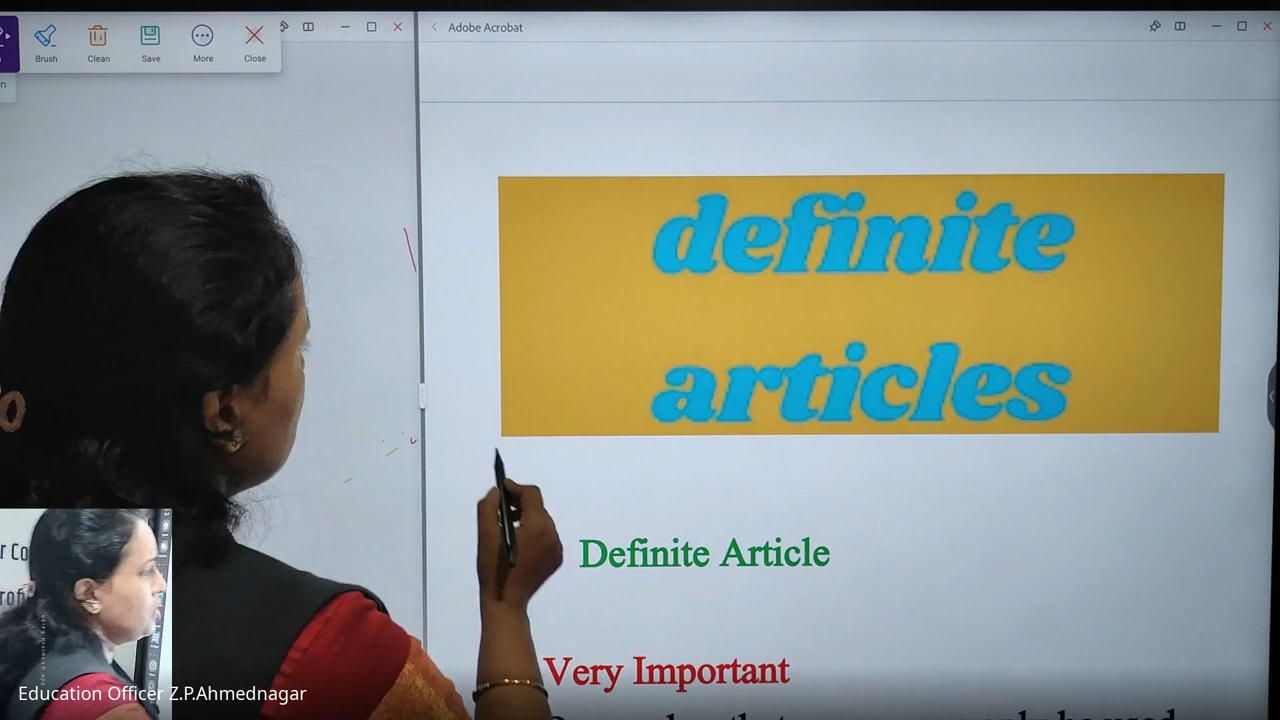 Brush Clean Save More Close
Adobe Acrobat
definite
articles
Definite Article
Very Important
Education Officer Z.P.Ahmednagar